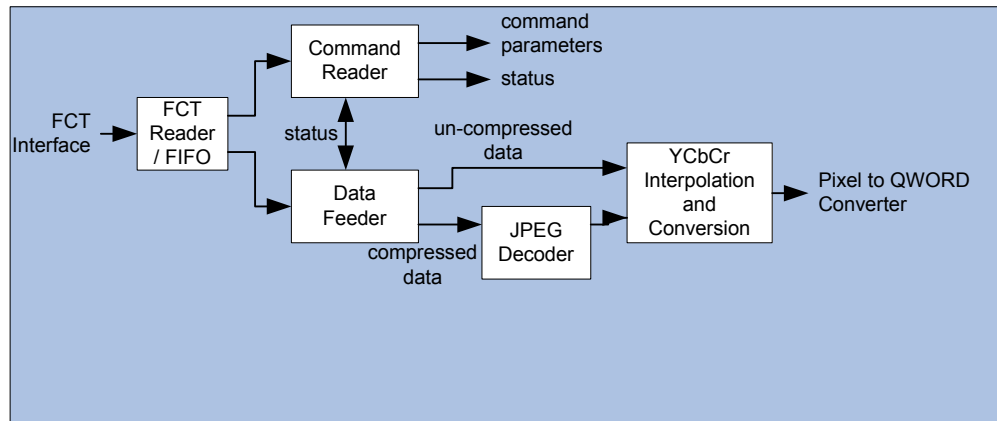 command
parameters
Command
Reader
status
FCT
Interface
FCT
Reader
/ FIFO
status
un-compressed
data
Data
Feeder
compressed
data
JPEG
Decoder
YCbCr
Interpolation
and
Conversion
Pixel to QWORD
Converter